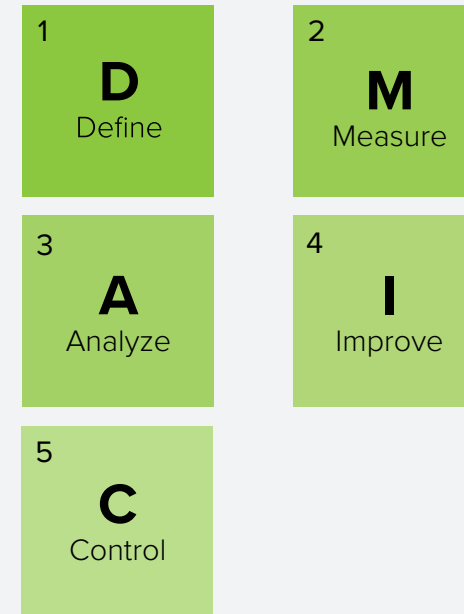 1
D
Define
2
M
Measure
3
A
Analyze
4
I
Improve
5
C
Control